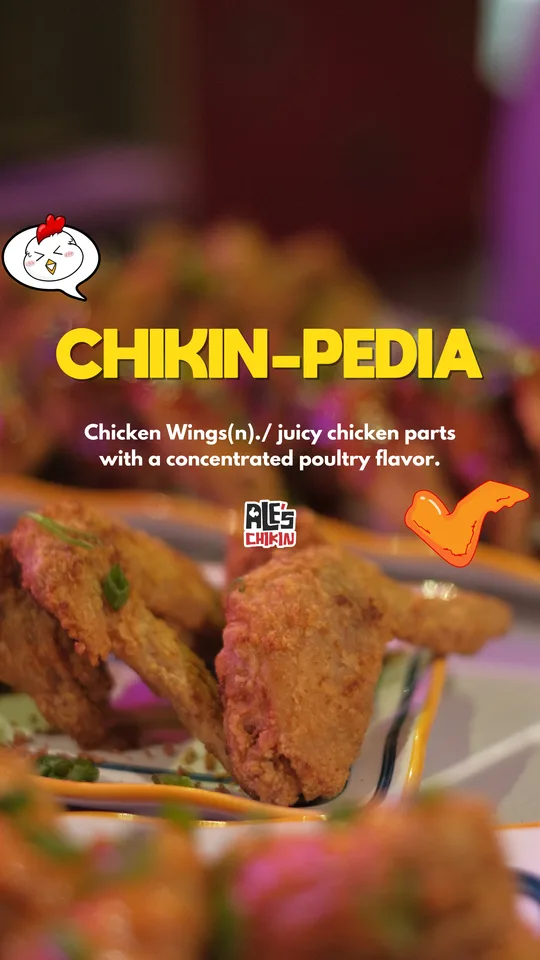 CHIKIN-PEDIA
Chicken Wings(n)./ juicy chicken parts
with a concentrated poultry flavor.
ALE'S
CHIKIN